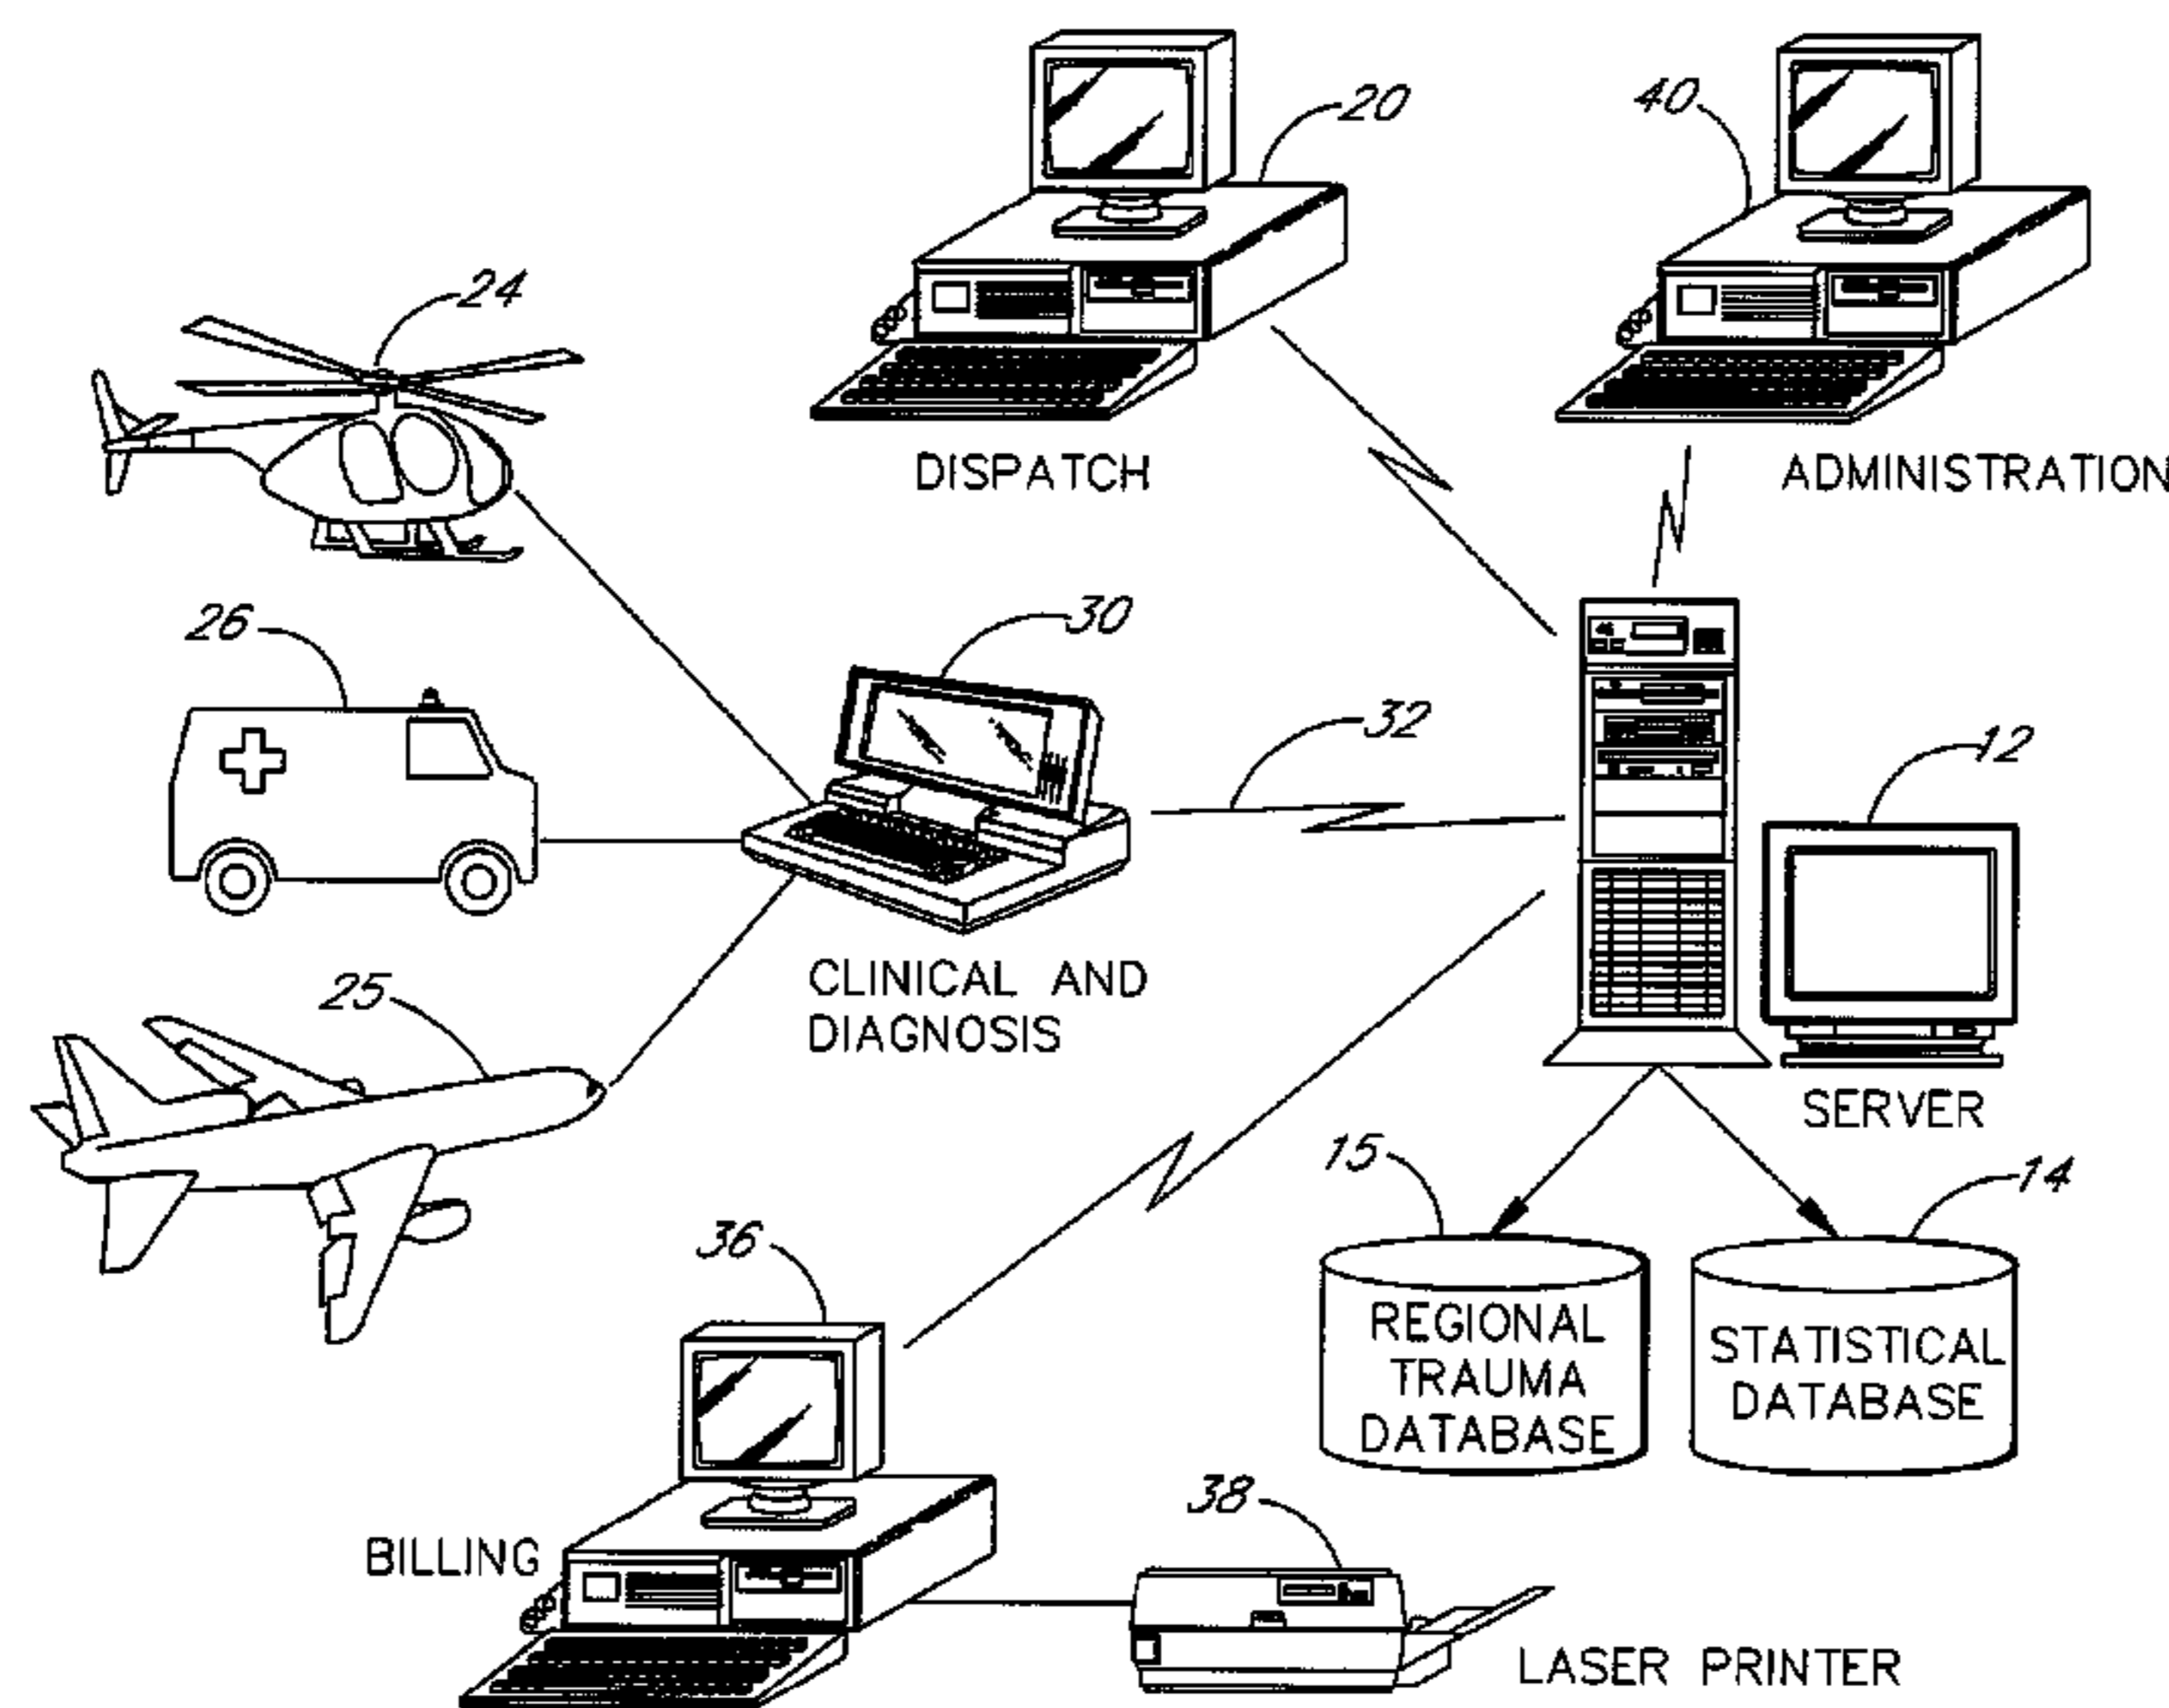 20
40
24
DISPATCH
ADMINISTRATION
26
30
32
12
25
CLINICAL AND
DIAGNOSIS
SERVER
15
14
36
REGIONAL
TRAUMA
DATABASE
STATISTICAL
DATABASE
38
BILLING
LASER PRINTER